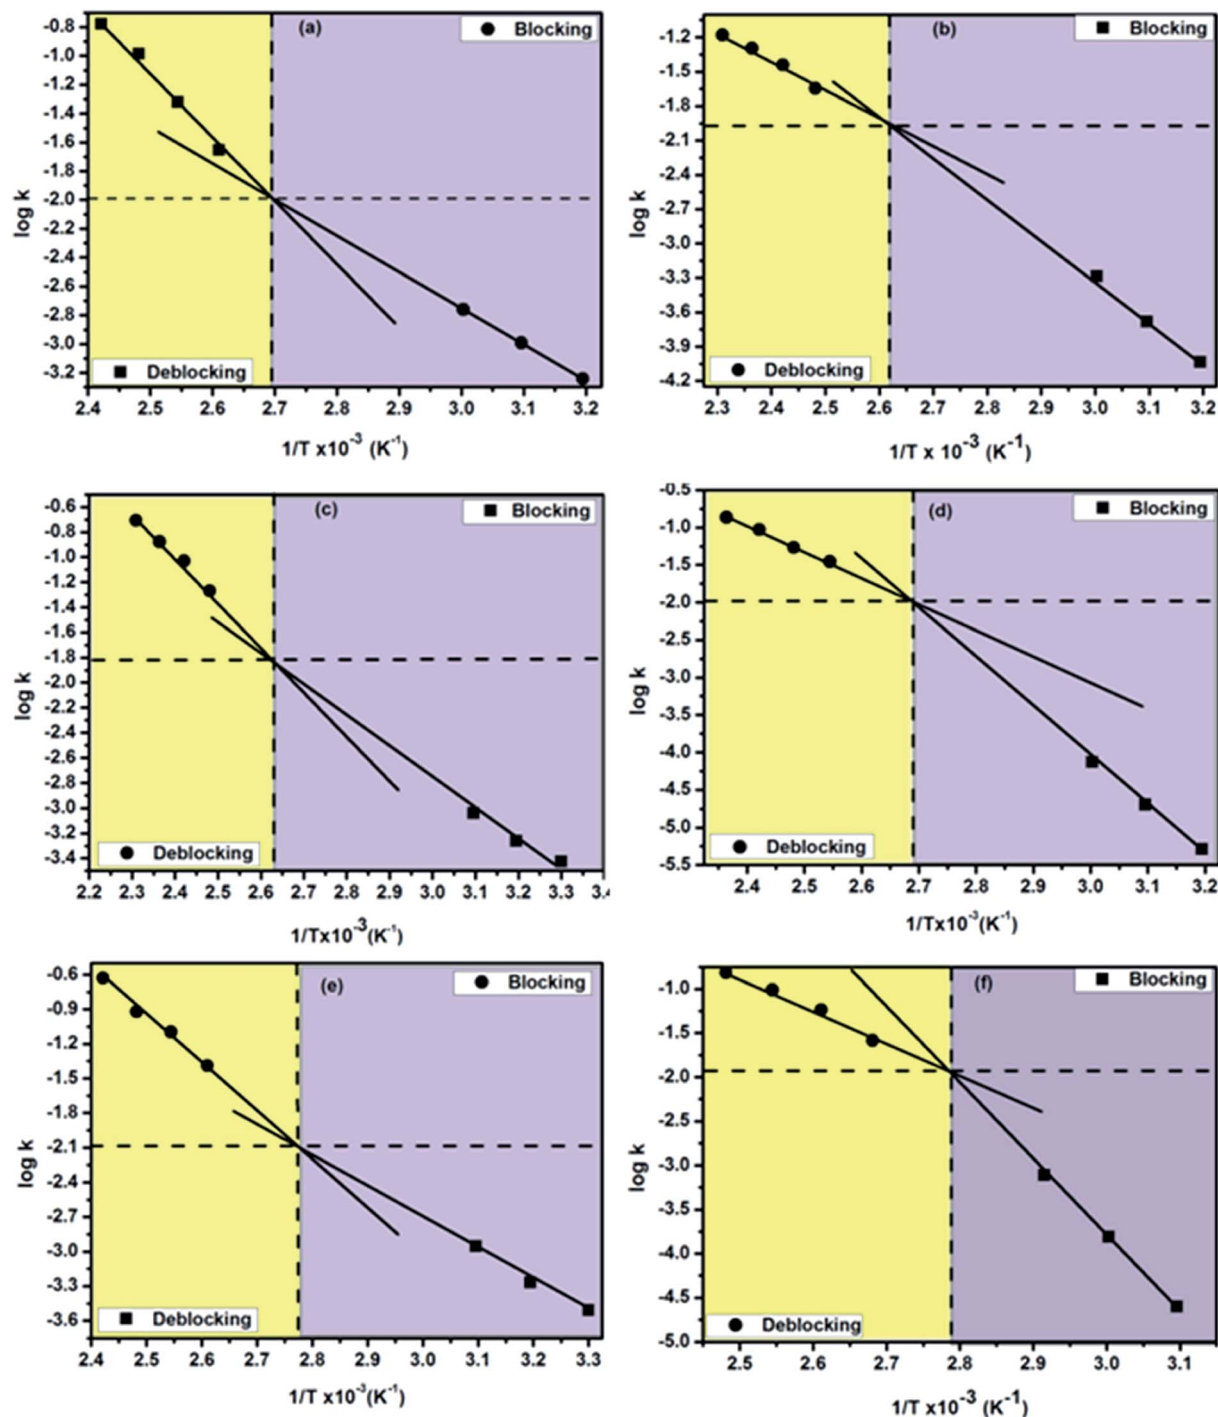 (a)
Blocking
-0.8
-1.0
-1.2
-1.4
-1.6
-1.8
-2.0
-2.2
-2.4
-2.6
-2.8
-3.0
-3.2
log k
Deblocking
2.4 2.5 2.6 2.7 2.8 2.9 3.0 3.1 3.2
1/T x10⁻³ (K⁻¹)
(b)
Blocking
-1.2
-1.5
-1.8
-2.1
-2.4
-2.7
-3.0
-3.3
-3.6
-3.9
-4.2
log k
Deblocking
2.3 2.4 2.5 2.6 2.7 2.8 2.9 3.0 3.1 3.2
1/T x 10⁻³ (K⁻¹)
(c)
Blocking
-0.6
-0.8
-1.0
-1.2
-1.4
-1.6
-1.8
-2.0
-2.2
-2.4
-2.6
-2.8
-3.0
-3.2
-3.4
log k
Deblocking
2.2 2.3 2.4 2.5 2.6 2.7 2.8 2.9 3.0 3.1 3.2 3.3 3.4
1/Tx10⁻³(K⁻¹)
(d)
Blocking
-0.5
-1.0
-1.5
-2.0
-2.5
-3.0
-3.5
-4.0
-4.5
-5.0
-5.5
log k
Deblocking
2.4 2.5 2.6 2.7 2.8 2.9 3.0 3.1 3.2
1/Tx10⁻³(K⁻¹)
(e)
Blocking
-0.6
-0.9
-1.2
-1.5
-1.8
-2.1
-2.4
-2.7
-3.0
-3.3
-3.6
log k
Deblocking
2.4 2.5 2.6 2.7 2.8 2.9 3.0 3.1 3.2 3.3
1/T x10⁻³(K⁻¹)
(f)
Blocking
-1.0
-1.5
-2.0
-2.5
-3.0
-3.5
-4.0
-4.5
-5.0
log k
Deblocking
2.5 2.6 2.7 2.8 2.9 3.0 3.1
1/T x10⁻³ (K⁻¹)